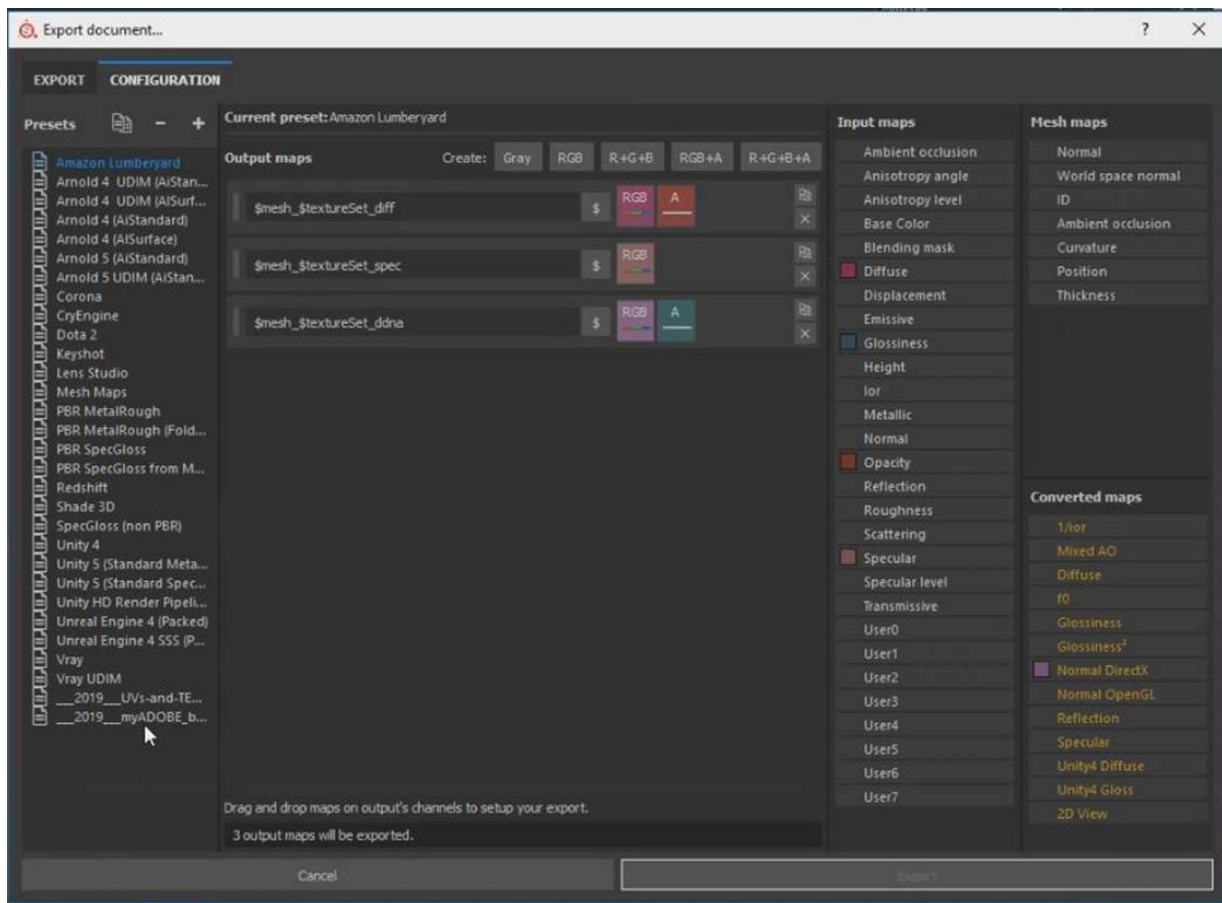 Export document...
?
EXPORT
CONFIGURATION
Presets
Amazon Lumberyard
Arnold 4 UDIM (AiStan...
Arnold 4 UDIM (AlSurf...
Arnold 4 (AiStandard)
Arnold 4 (AlSurface)
Arnold 5 (AiStandard)
Arnold 5 UDIM (AiStan...
Corona
CryEngine
Dota 2
Keyshot
Lens Studio
Mesh Maps
PBR MetalRough
PBR MetalRough (Fold...
PBR SpecGloss
PBR SpecGloss from M...
Redshift
Shade 3D
SpecGloss (non PBR)
Unity 4
Unity 5 (Standard Meta...
Unity 5 (Standard Spec...
Unity HD Render Pipeli...
Unreal Engine 4 (Packed)
Unreal Engine 4 SSS (P...
Vray
Vray UDIM
___2019___UVs-and-TE...
___2019___myADOBE_b...
Current preset:Amazon Lumberyard
Output maps
Create:
Gray
RGB
R+G+B
RGB+A
R+G+B+A
$mesh_$textureSet_diff
$
RGB
A
$mesh_$textureSet_spec
$
RGB
$mesh_$textureSet_ddna
$
RGB
A
Drag and drop maps on output's channels to setup your export.
3 output maps will be exported.
Input maps
Ambient occlusion
Anisotropy angle
Anisotropy level
Base Color
Blending mask
Diffuse
Displacement
Emissive
Glossiness
Height
Ior
Metallic
Normal
Opacity
Reflection
Roughness
Scattering
Specular
Specular level
Transmissive
User0
User1
User2
User3
User4
User5
User6
User7
Mesh maps
Normal
World space normal
ID
Ambient occlusion
Curvature
Position
Thickness
Converted maps
1/ior
Mixed AO
Diffuse
f0
Glossiness
Glossiness²
Normal DirectX
Normal OpenGL
Reflection
Specular
Unity4 Diffuse
Unity4 Gloss
2D View
Cancel
Export